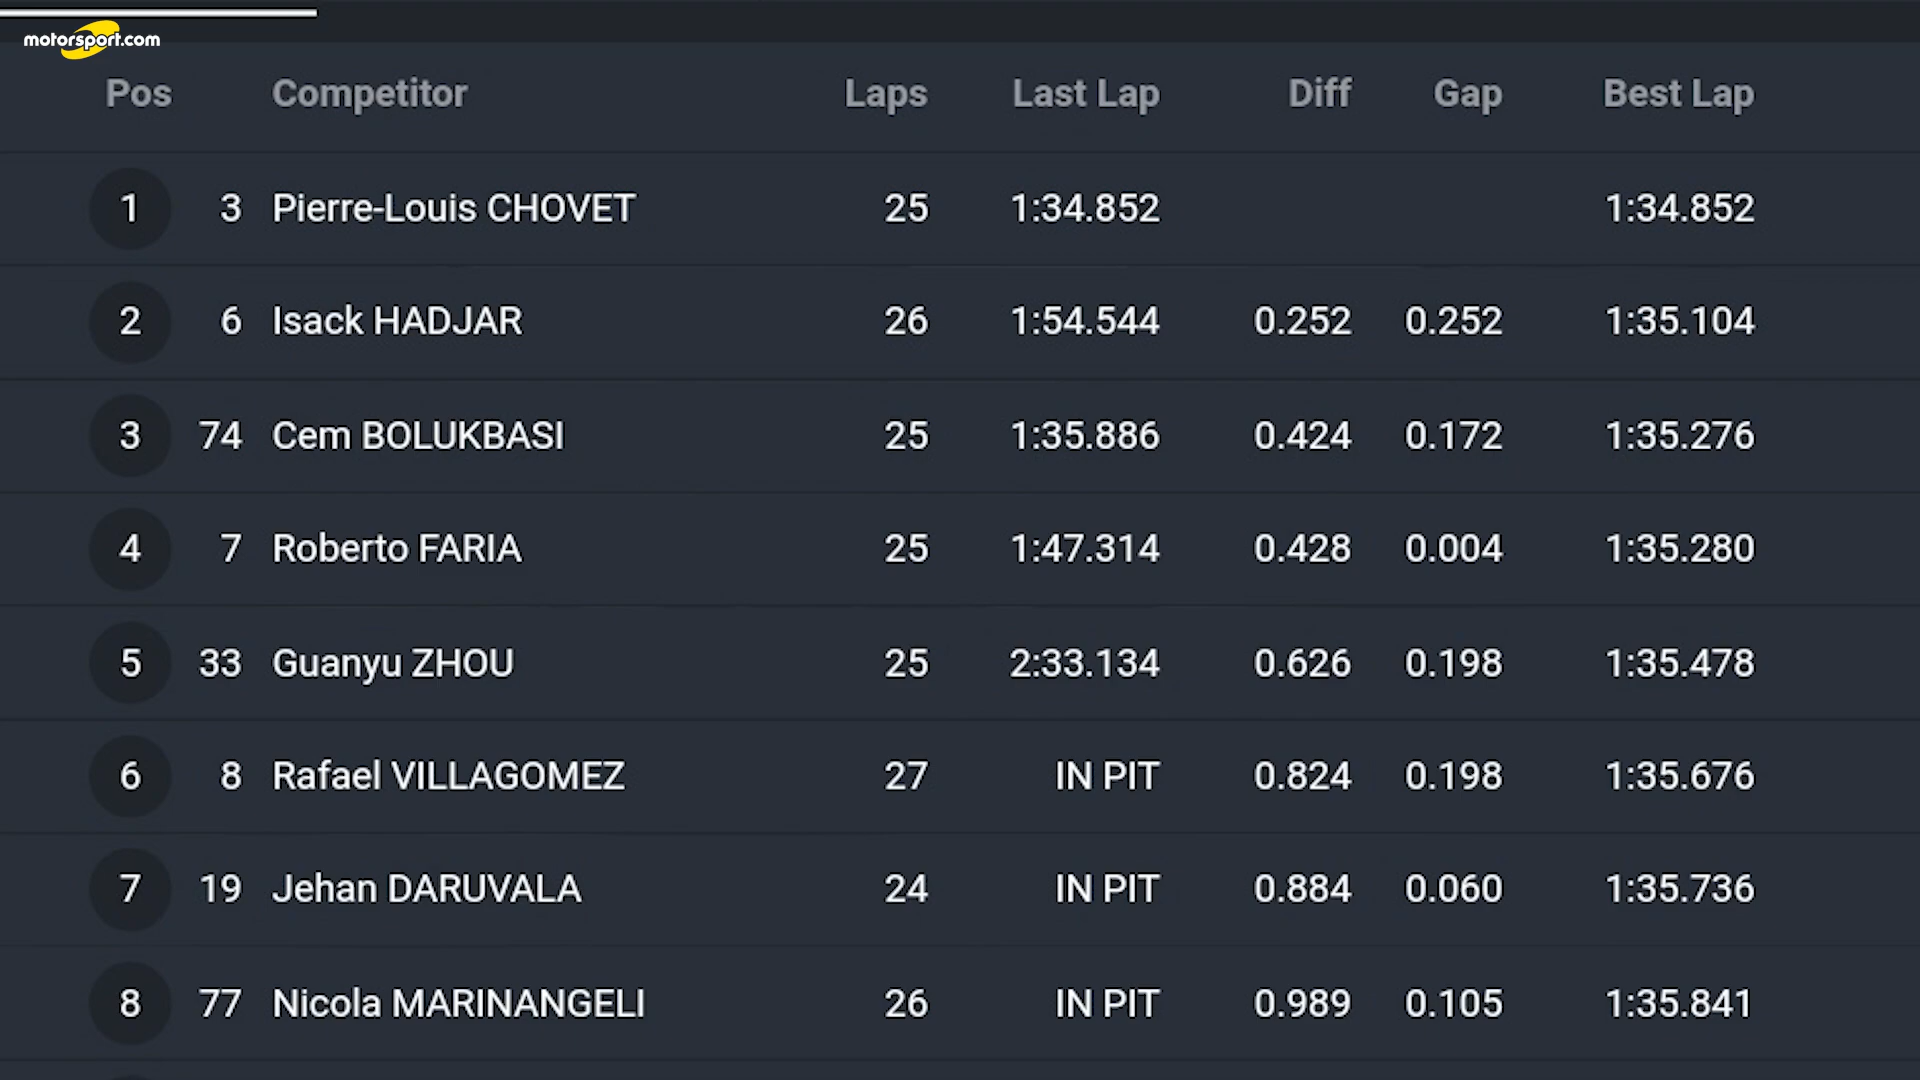 motorsport.com
Pos Competitor Laps Last Lap Diff Gap Best Lap
1 3 Pierre-Louis CHOVET 25 1:34.852 1:34.852
2 6 Isack HADJAR 26 1:54.544 0.252 0.252 1:35.104
3 74 Cem BOLUKBASI 25 1:35.886 0.424 0.172 1:35.276
4 7 Roberto FARIA 25 1:47.314 0.428 0.004 1:35.280
5 33 Guanyu ZHOU 25 2:33.134 0.626 0.198 1:35.478
6 8 Rafael VILLAGOMEZ 27 IN PIT 0.824 0.198 1:35.676
7 19 Jehan DARUVALA 24 IN PIT 0.884 0.060 1:35.736
8 77 Nicola MARINANGELI 26 IN PIT 0.989 0.105 1:35.841